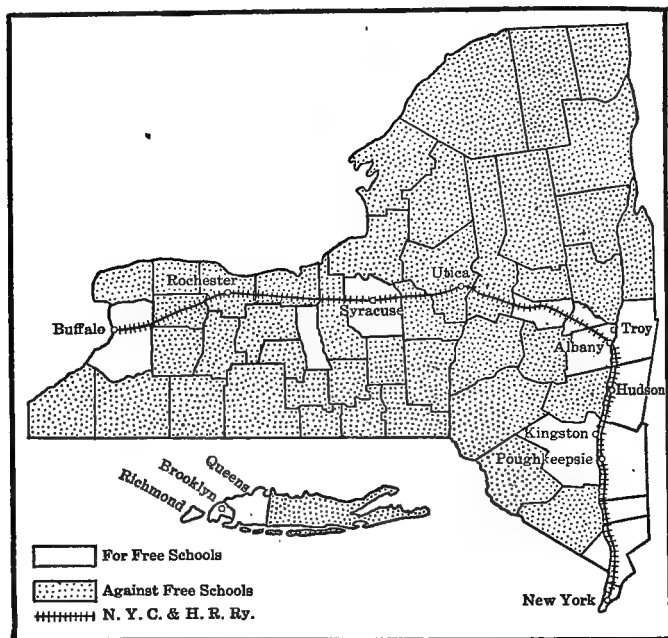 Rochester
Utica
Syracuse
Buffalo
Troy
Albany
Hudson
Kingston
Poughkeepsie
Queens
Brooklyn
Richmond
For Free Schools
Against Free Schools
N. Y. C. & H. R. Ry.
New York